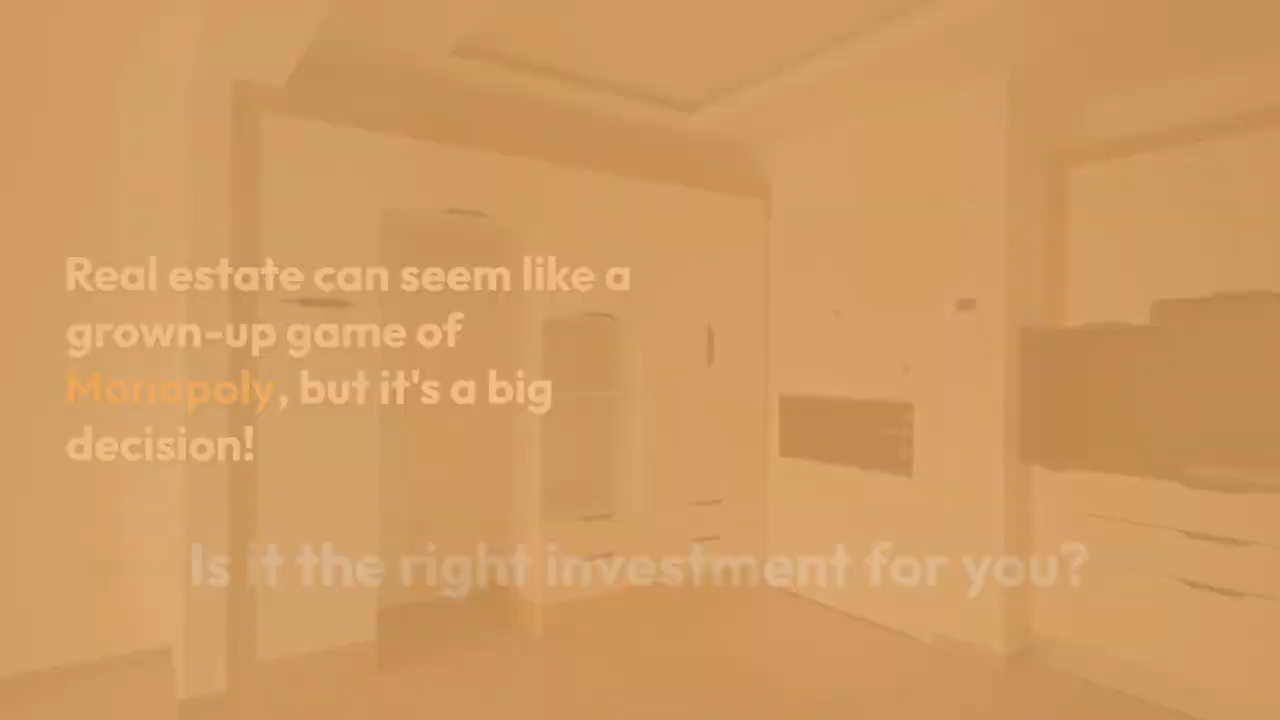 Real estate can seem like a
grown-up game of
Monopoly, but it's a big
decision!
Is it the right investment for you?